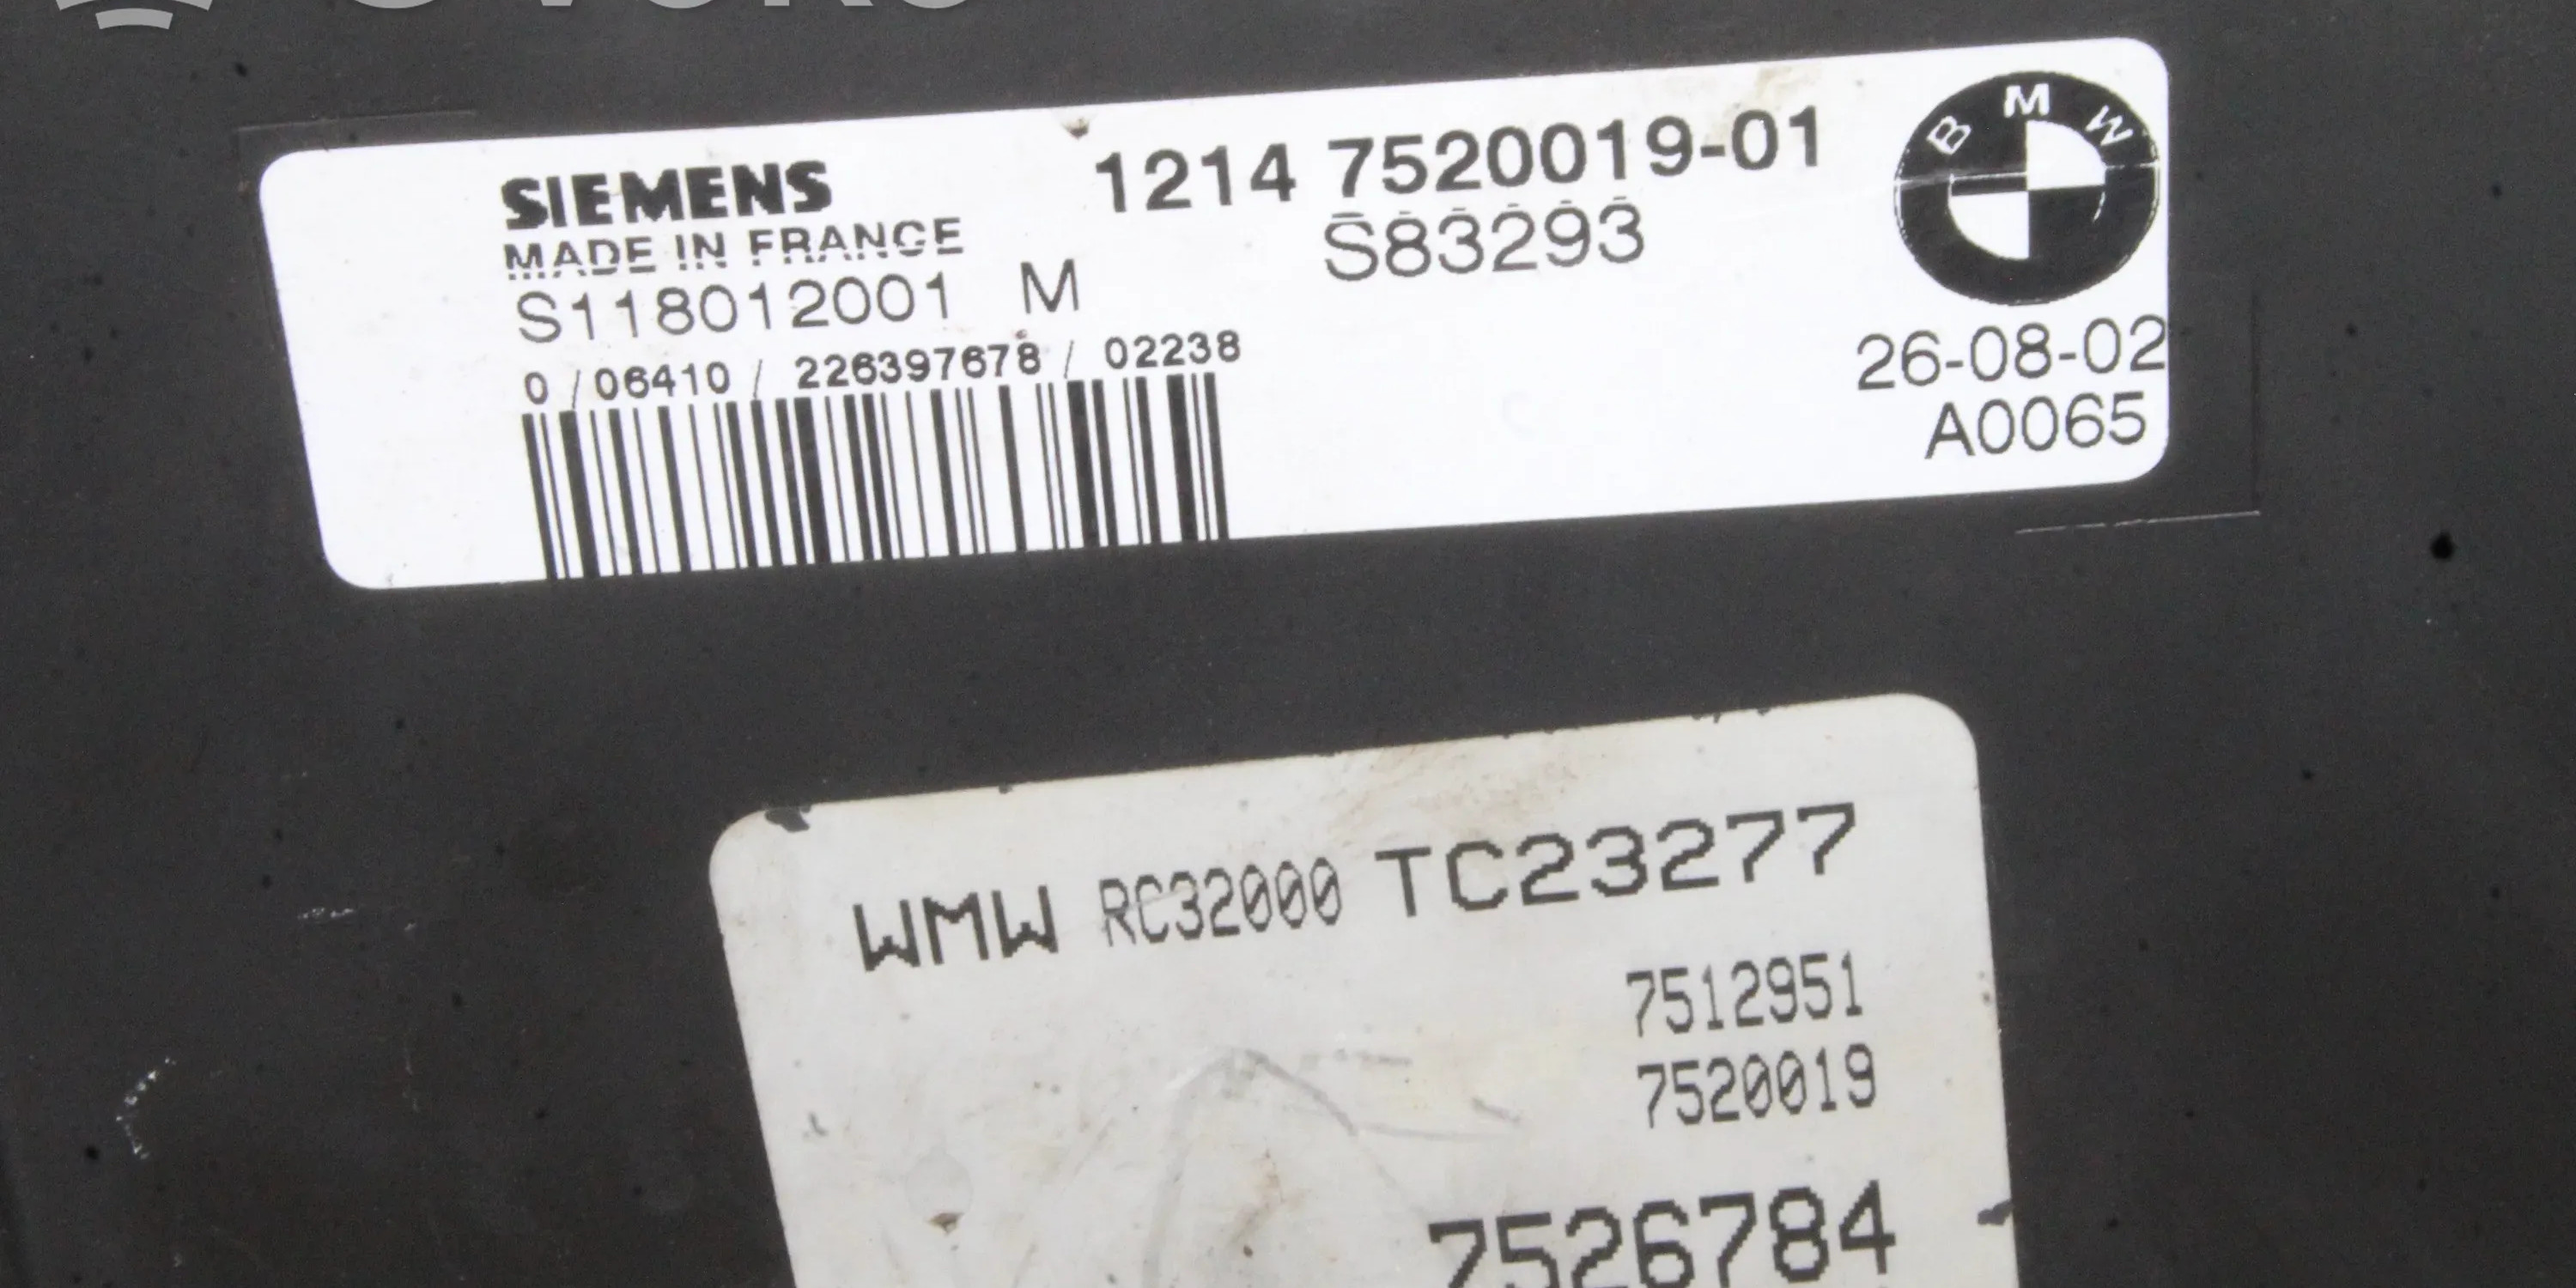 SIEMENS
MADE IN FRANCE
S118012001 M
0 / 06410 / 226397678 / 02238
1214 7520019-01
S83293
BMW
26-08-02
A0065
WMW RC32000 TC23277
7512951
7520019
7526784